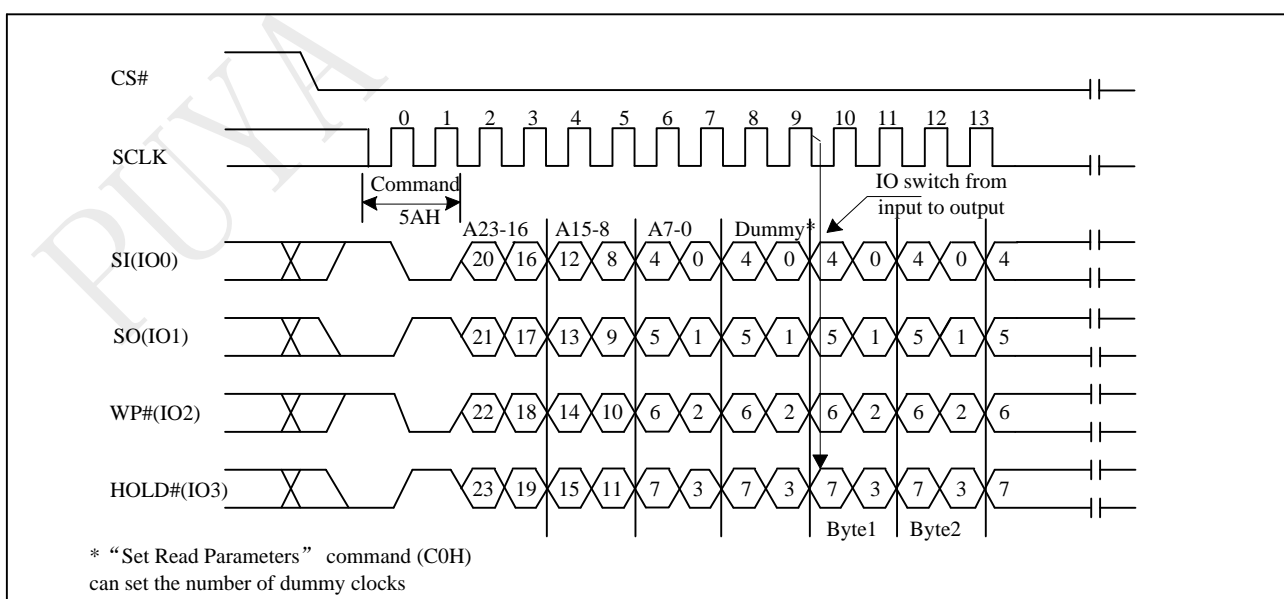 PUYA
CS#
0 1 2 3 4 5 6 7 8 9 10 11 12 13
SCLK
Command
5AH
IO switch from
input to output
A23-16 A15-8 A7-0 Dummy*
SI(IO0) 20 16 12 8 4 0 4 0 4 0 4 0 4
SO(IO1) 21 17 13 9 5 1 5 1 5 1 5 1 5
WP#(IO2) 22 18 14 10 6 2 6 2 6 2 6 2 6
HOLD#(IO3) 23 19 15 11 7 3 7 3 7 3 7 3 7
Byte1 Byte2
* “Set Read Parameters” command (C0H)
can set the number of dummy clocks